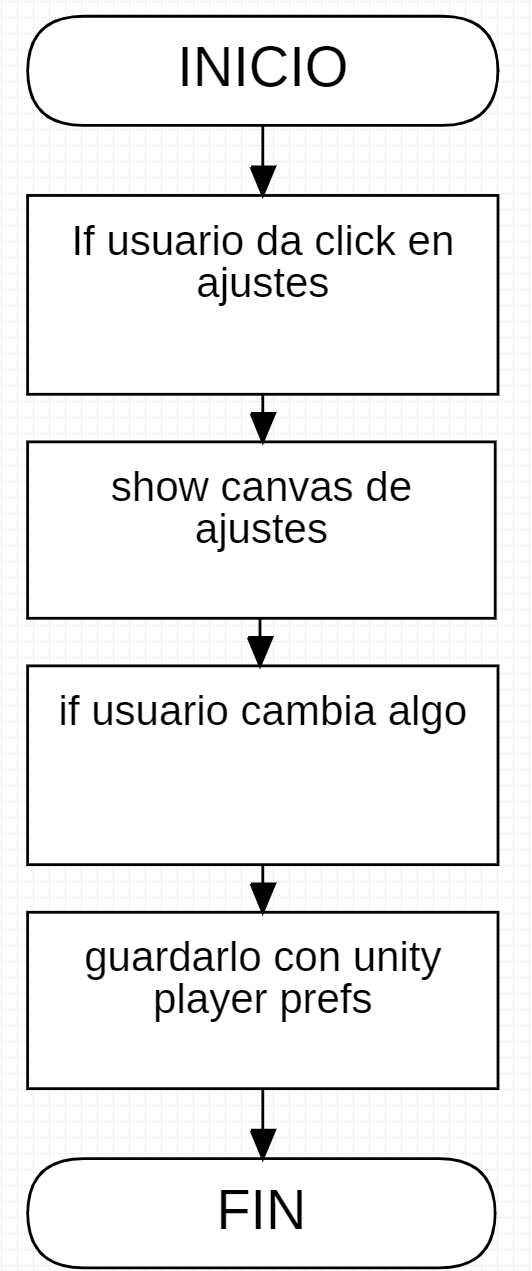 INICIO
If usuario da click en
ajustes
show canvas de
ajustes
if usuario cambia algo
guardarlo con unity
player prefs
FIN